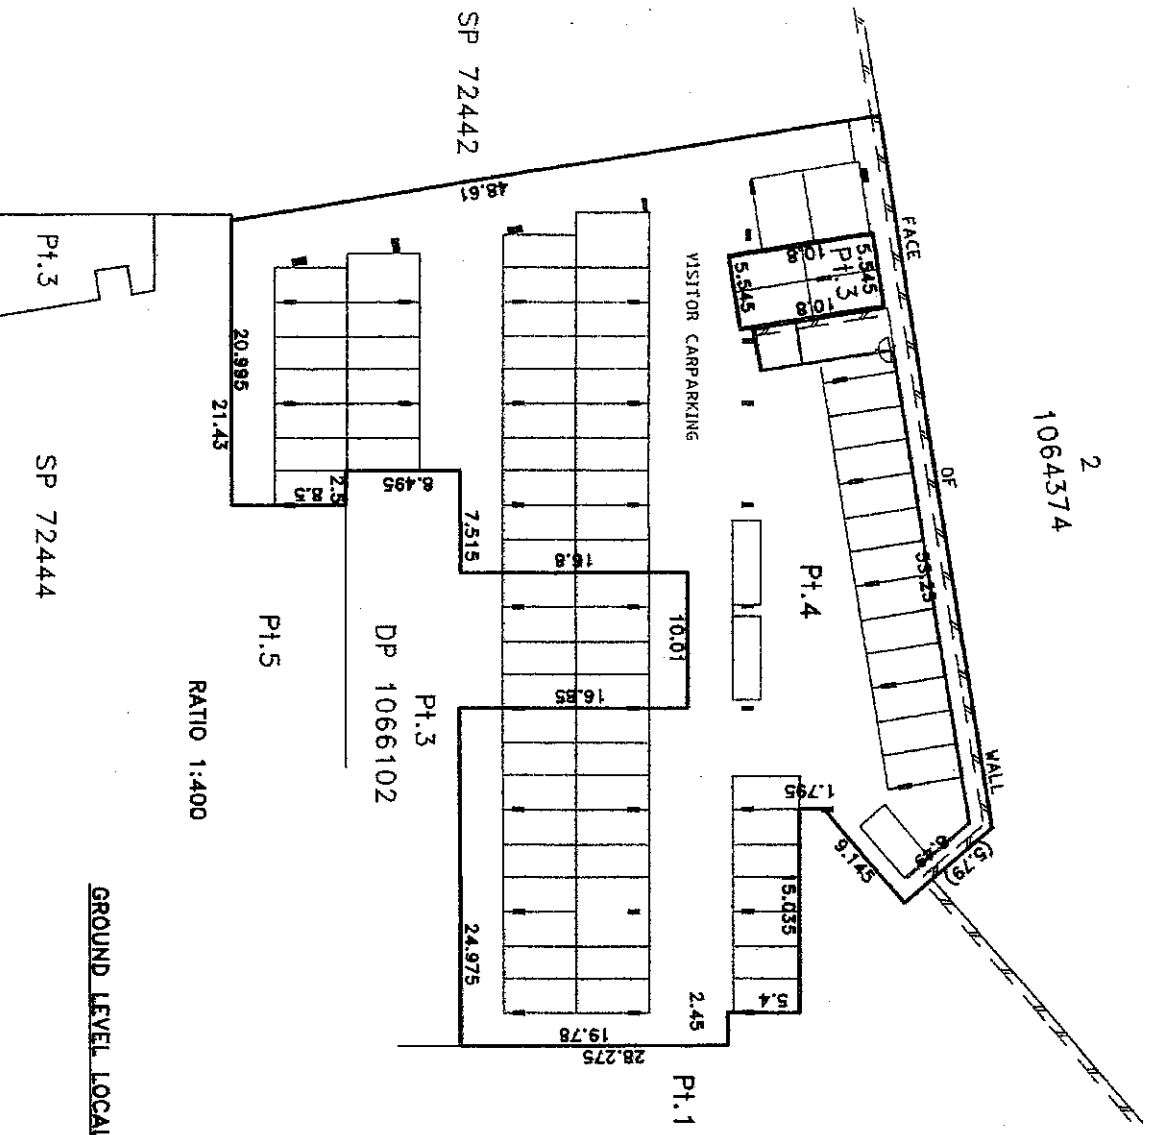 SP 72442
48.61
FACE
OF
WALL
2
1064374
5.545
10.8
Pt.3
10.8
5.545
VISITOR CARPARKING
Pt.3
20.995
21.43
8.5
2.5
8.495
7.515
16.8
10.01
16.85
53.25
Pt.4
SP 72444
Pt.5
DP 1066102
Pt.3
RATIO 1:400
1.795
9.145
6.49
(5.79)
15.035
5.4
2.45
24.975
19.78
28.275
Pt.1
GROUND LEVEL LOCAL